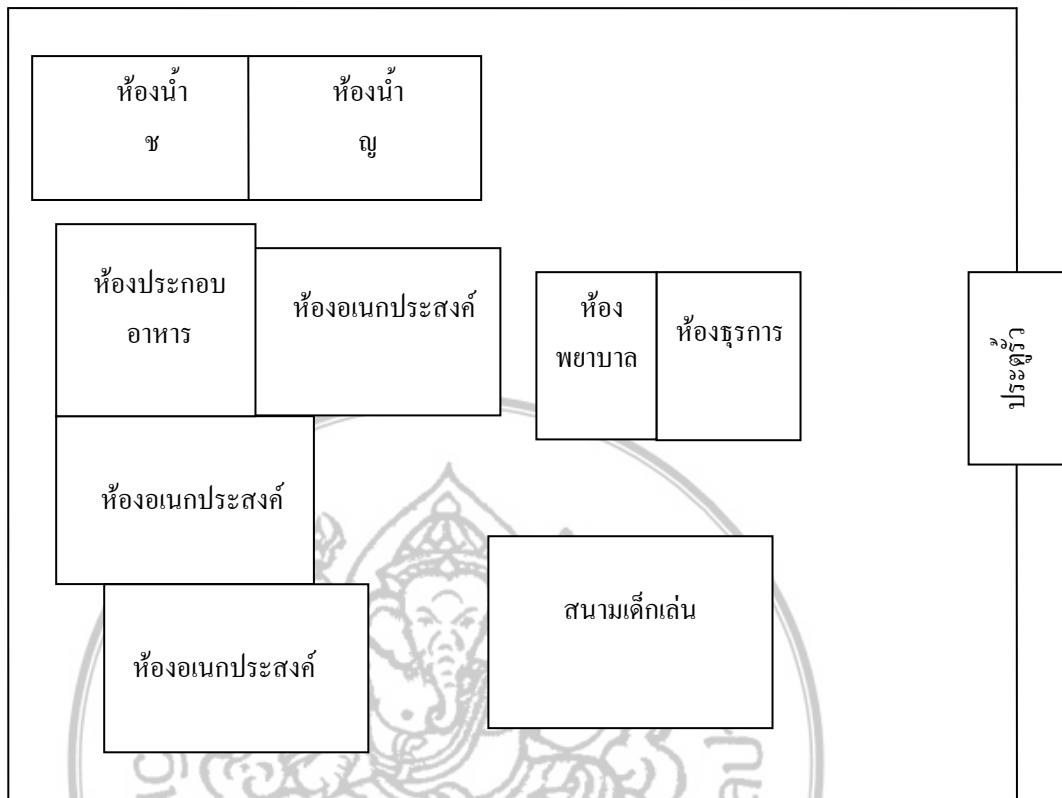 ห้องน้ำ
ช
ห้องน้ำ
ญ
ห้องประกอบ
อาหาร
ห้องอเนกประสงค์
ห้อง
พยาบาล
ห้องธุรการ
ประตูรั้ว
ห้องอเนกประสงค์
สนามเด็กเล่น
ห้องอเนกประสงค์